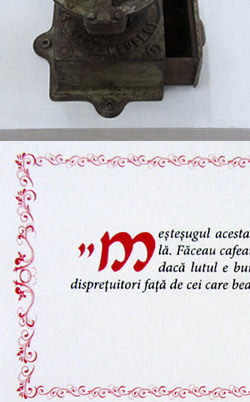 "Meșteșugul acesta
lă. Făceau cafea
dacă lutul e bu
disprețuitori față de cei care bea